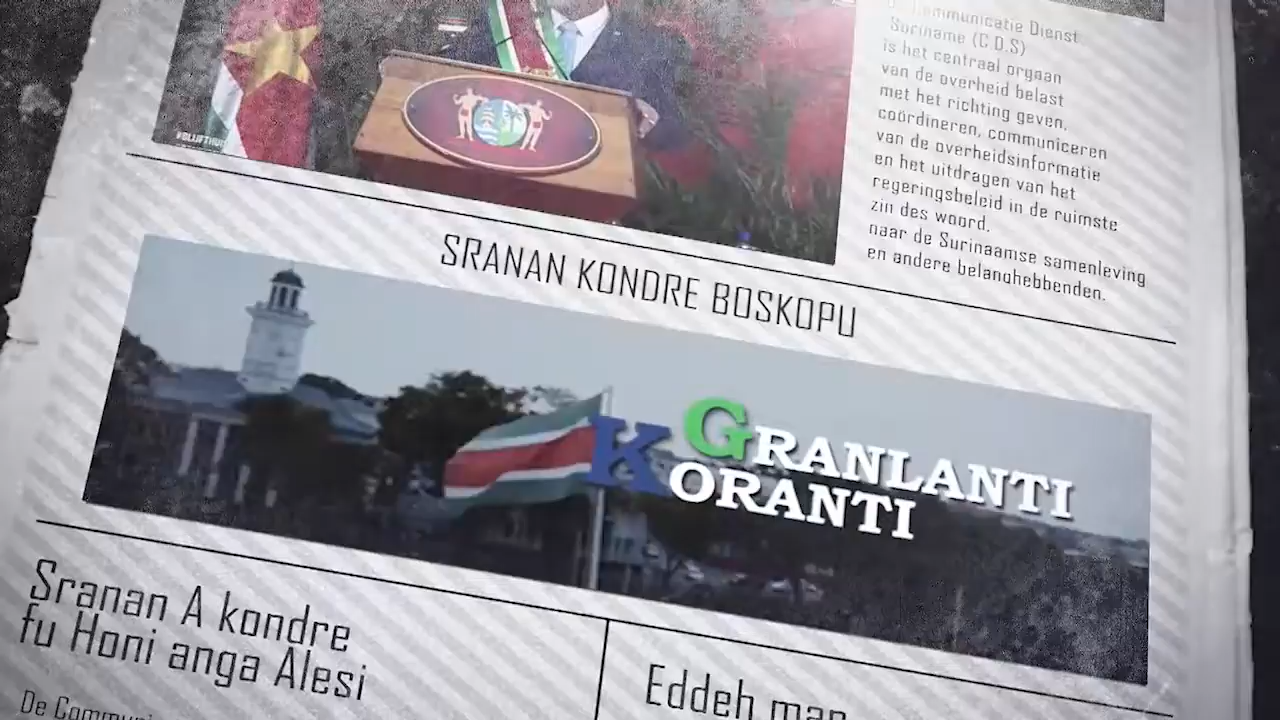 Communicatie Dienst
Suriname (C.D.S)
is het centraal orgaan
van de overheid belast
met het richting geven,
coördineren, communiceren
van de overheidsinformatie
en het uitdragen van het
regeringsbeleid in de ruimste
zin des woord.
naar de Surinaamse samenleving
en andere belanghebbenden.
SRANAN KONDRE BOSKOPU
GRANLANTI
KORANTI
Sranan A kondre
fu Honi anga Alesi
Eddeh man
De